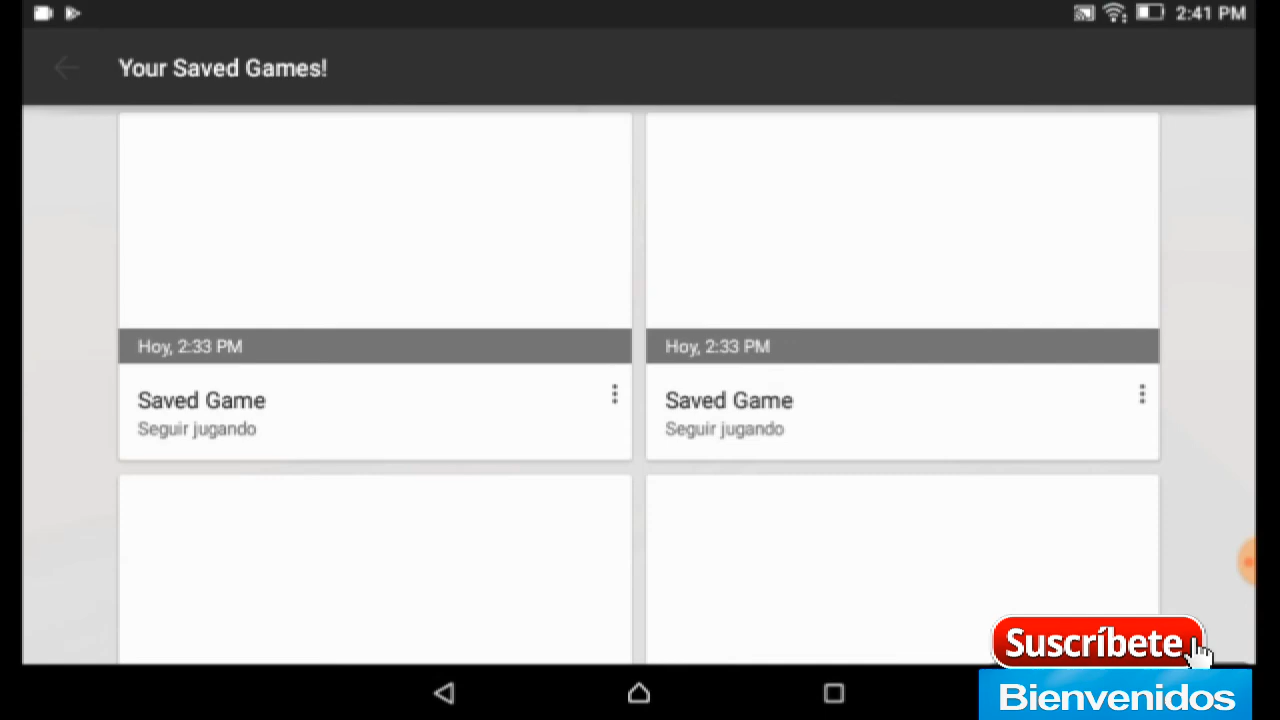 2:41 PM
Your Saved Games!
Hoy, 2:33 PM
Hoy, 2:33 PM
Saved Game
Seguir jugando
Saved Game
Seguir jugando
Suscríbete
Bienvenidos